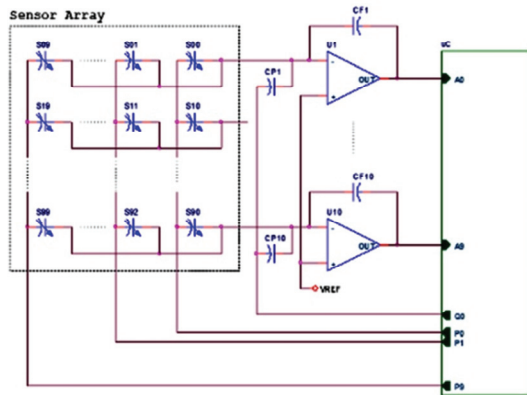 Sensor Array
CF1
S09 S01 S00 U1 uC
CP1 OUT A0
S19 S11 S10
CF10
S99 S92 S90 U10
CP10 OUT A9
VREF
Q0
P0
P1
P9